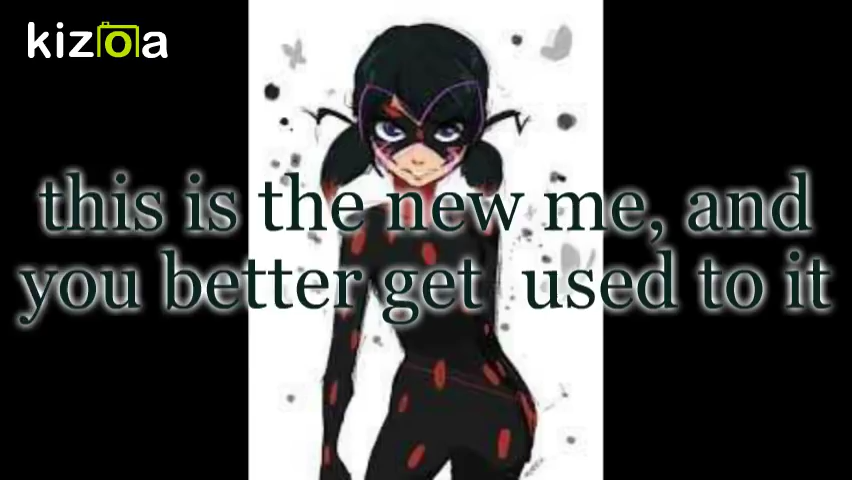 kizoa
this is the new me, and
you better get used to it